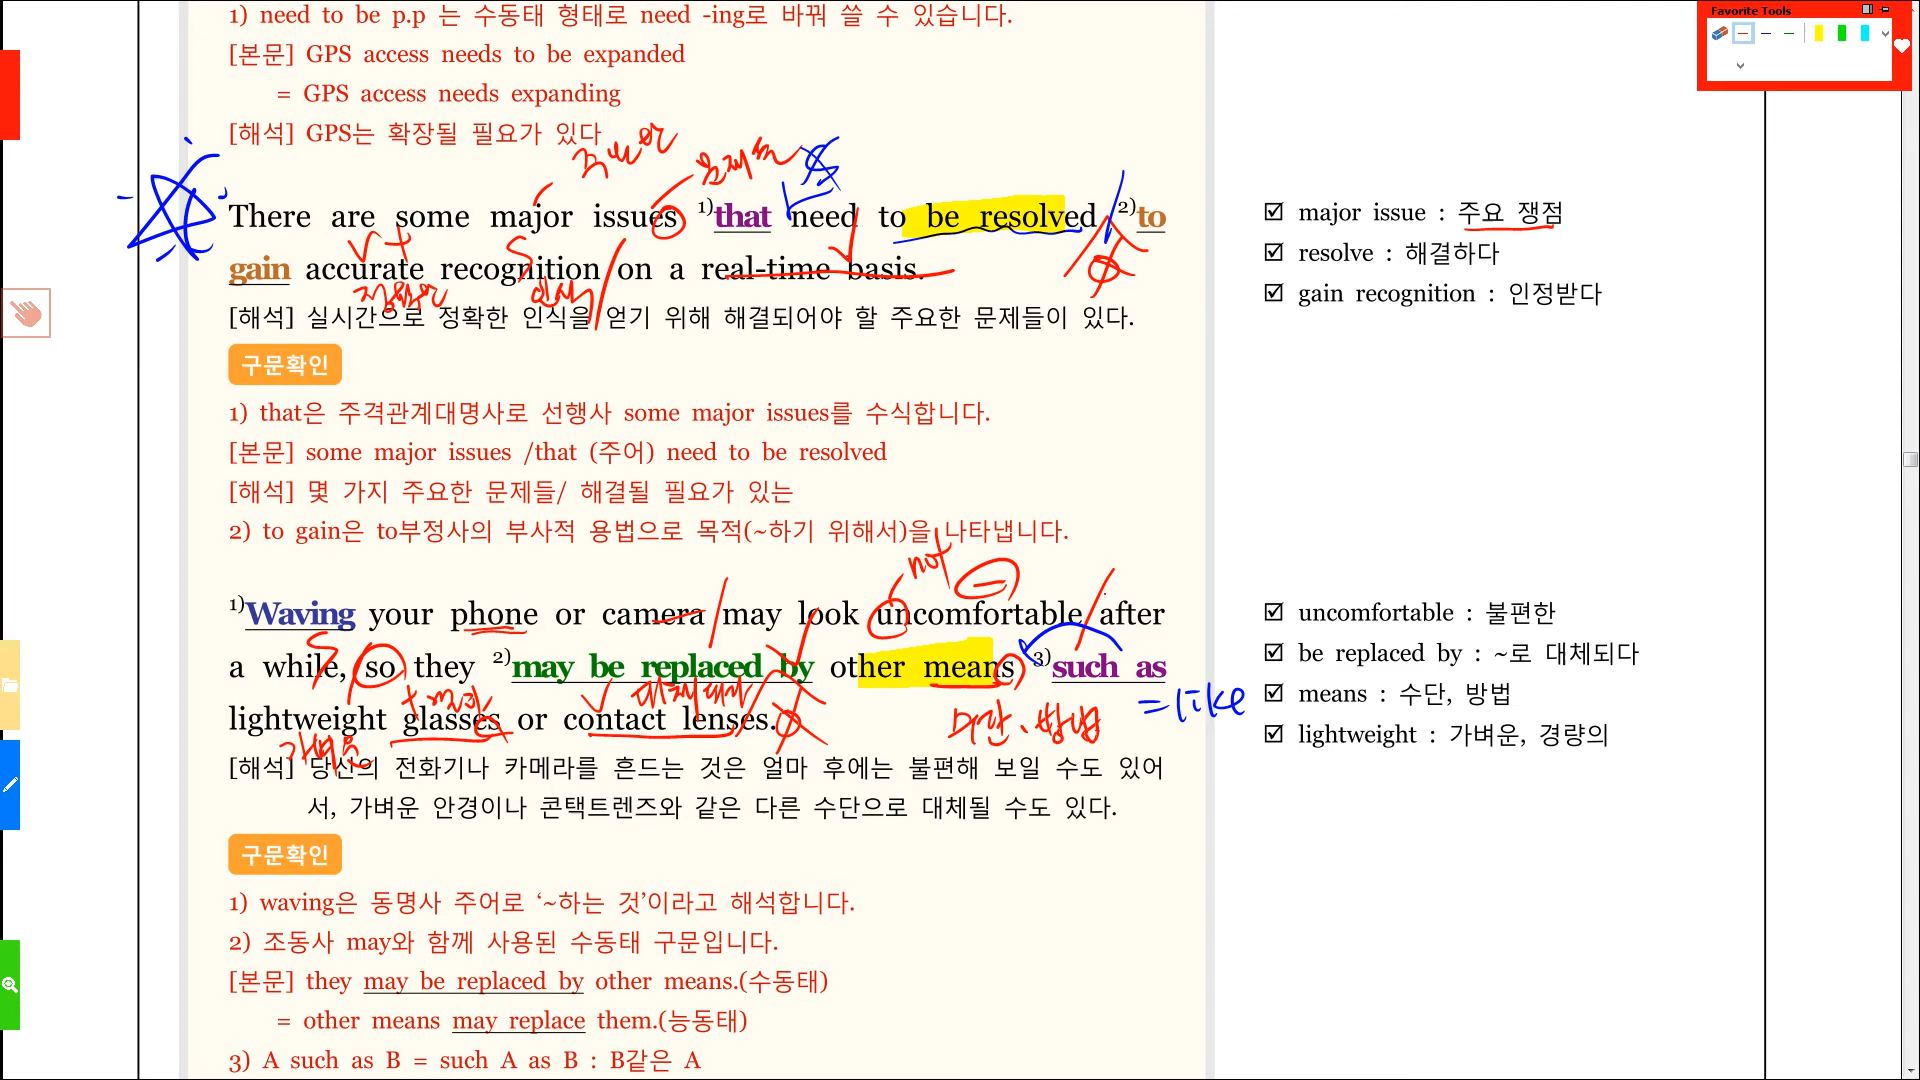 Favorite Tools
1) need to be p.p 는 수동태 형태로 need -ing로 바꿔 쓸 수 있습니다.
[본문] GPS access needs to be expanded
= GPS access needs expanding
[해석] GPS는 확장될 필요가 있다
주요한 문제들
There are some major issues 1)that need to be resolved 2)to
gain accurate recognition on a real-time basis.
정확한 인식
[해석] 실시간으로 정확한 인식을 얻기 위해 해결되어야 할 주요한 문제들이 있다.
☑ major issue : 주요 쟁점
☑ resolve : 해결하다
☑ gain recognition : 인정받다
구문확인
1) that은 주격관계대명사로 선행사 some major issues를 수식합니다.
[본문] some major issues /that (주어) need to be resolved
[해석] 몇 가지 주요한 문제들/ 해결될 필요가 있는
2) to gain은 to부정사의 부사적 용법으로 목적(~하기 위해서)을 나타냅니다.
not
1)Waving your phone or camera may look uncomfortable after
a while, so they 2)may be replaced by other means 3)such as
= like
lightweight glasses or contact lenses.
가벼운
[해석] 당신의 전화기나 카메라를 흔드는 것은 얼마 후에는 불편해 보일 수도 있어
서, 가벼운 안경이나 콘택트렌즈와 같은 다른 수단으로 대체될 수도 있다.
☑ uncomfortable : 불편한
☑ be replaced by : ~로 대체되다
☑ means : 수단, 방법
☑ lightweight : 가벼운, 경량의
구문확인
1) waving은 동명사 주어로 ‘~하는 것’이라고 해석합니다.
2) 조동사 may와 함께 사용된 수동태 구문입니다.
[본문] they may be replaced by other means.(수동태)
= other means may replace them.(능동태)
3) A such as B = such A as B : B같은 A